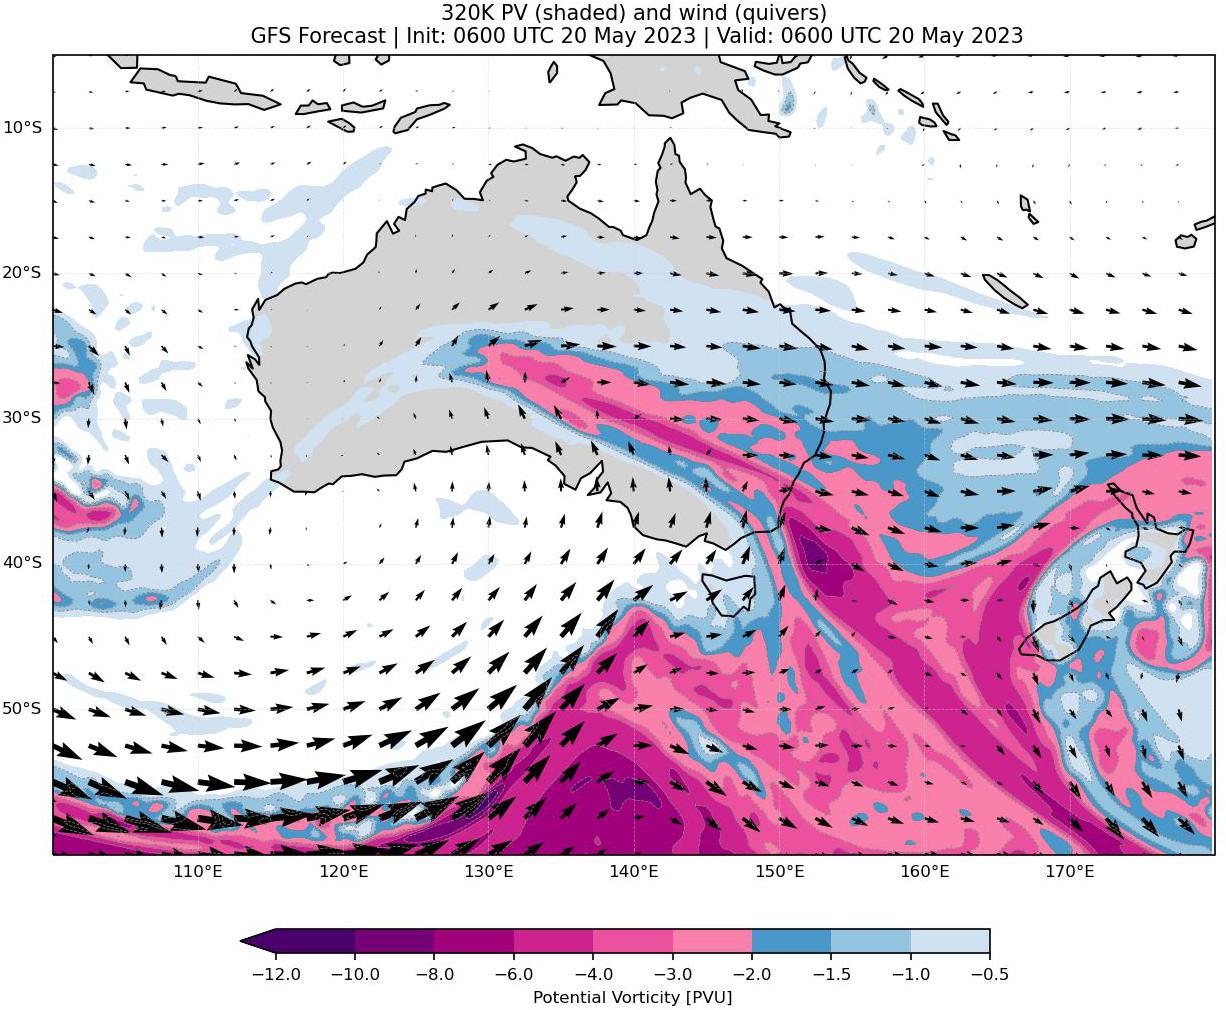 320K PV (shaded) and wind (quivers)
GFS Forecast | Init: 0600 UTC 20 May 2023 | Valid: 0600 UTC 20 May 2023
10°S
20°S
30°S
40°S
50°S
110°E 120°E 130°E 140°E 150°E 160°E 170°E
−12.0 −10.0 −8.0 −6.0 −4.0 −3.0 −2.0 −1.5 −1.0 −0.5
Potential Vorticity [PVU]